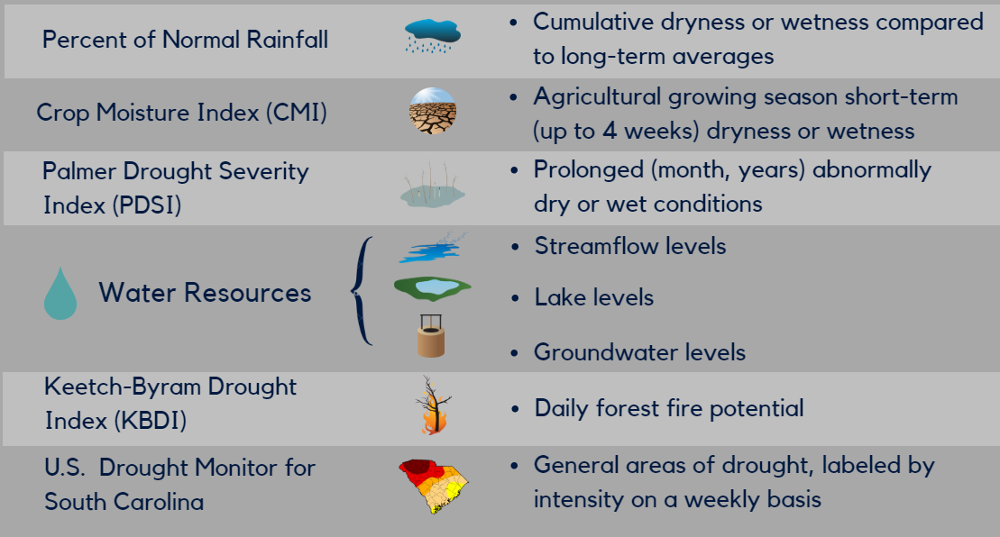 Percent of Normal Rainfall
• Cumulative dryness or wetness compared
to long-term averages
Crop Moisture Index (CMI)
• Agricultural growing season short-term
(up to 4 weeks) dryness or wetness
Palmer Drought Severity
Index (PDSI)
• Prolonged (month, years) abnormally
dry or wet conditions
Water Resources
• Streamflow levels
• Lake levels
• Groundwater levels
Keetch-Byram Drought
Index (KBDI)
• Daily forest fire potential
U.S. Drought Monitor for
South Carolina
• General areas of drought, labeled by
intensity on a weekly basis